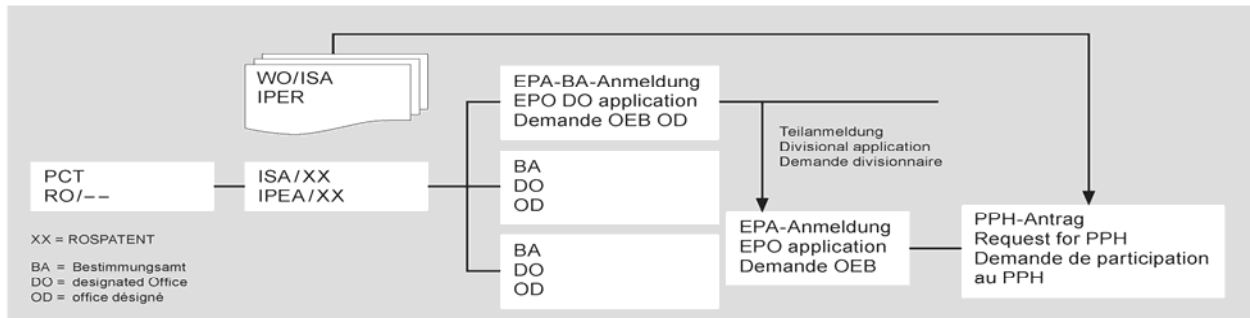 WO/ISA
IPER
EPA-BA-Anmeldung
EPO DO application
Demande OEB OD
Teilanmeldung
Divisional application
Demande divisionnaire
PCT
RO/––
ISA/XX
IPEA/XX
BA
DO
OD
XX = ROSPATENT
BA = Bestimmungsamt
DO = designated Office
OD = office désigné
BA
DO
OD
EPA-Anmeldung
EPO application
Demande OEB
PPH-Antrag
Request for PPH
Demande de participation
au PPH